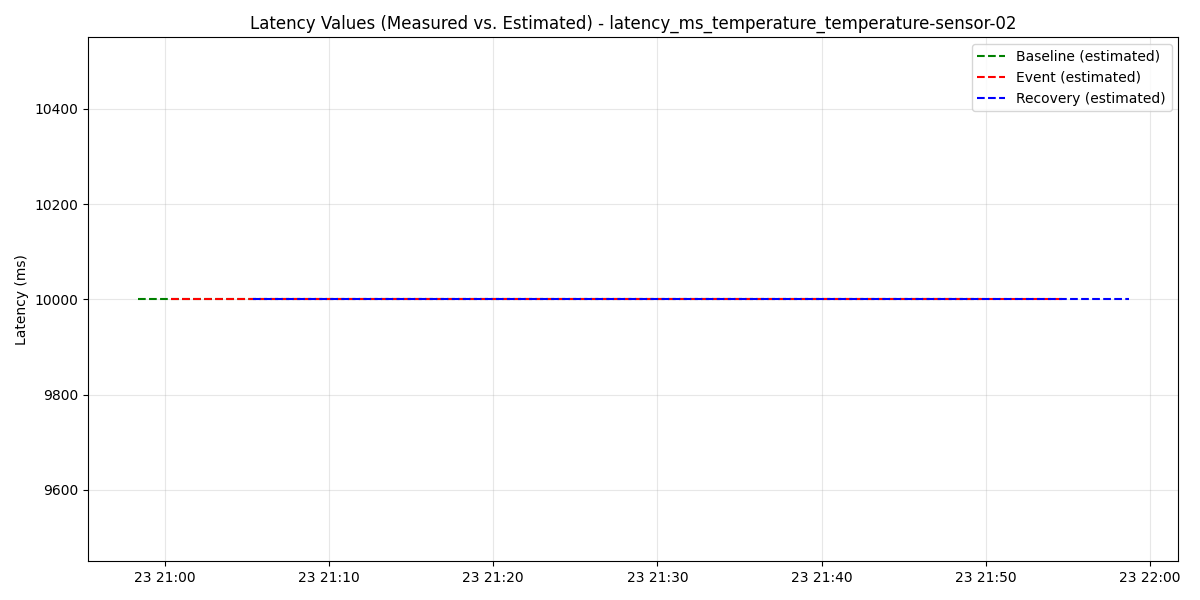 Latency Values (Measured vs. Estimated) - latency_ms_temperature_temperature-sensor-02
Baseline (estimated)
Event (estimated)
Recovery (estimated)
10400
10200
10000
9800
9600
Latency (ms)
23 21:00
23 21:10
23 21:20
23 21:30
23 21:40
23 21:50
23 22:00